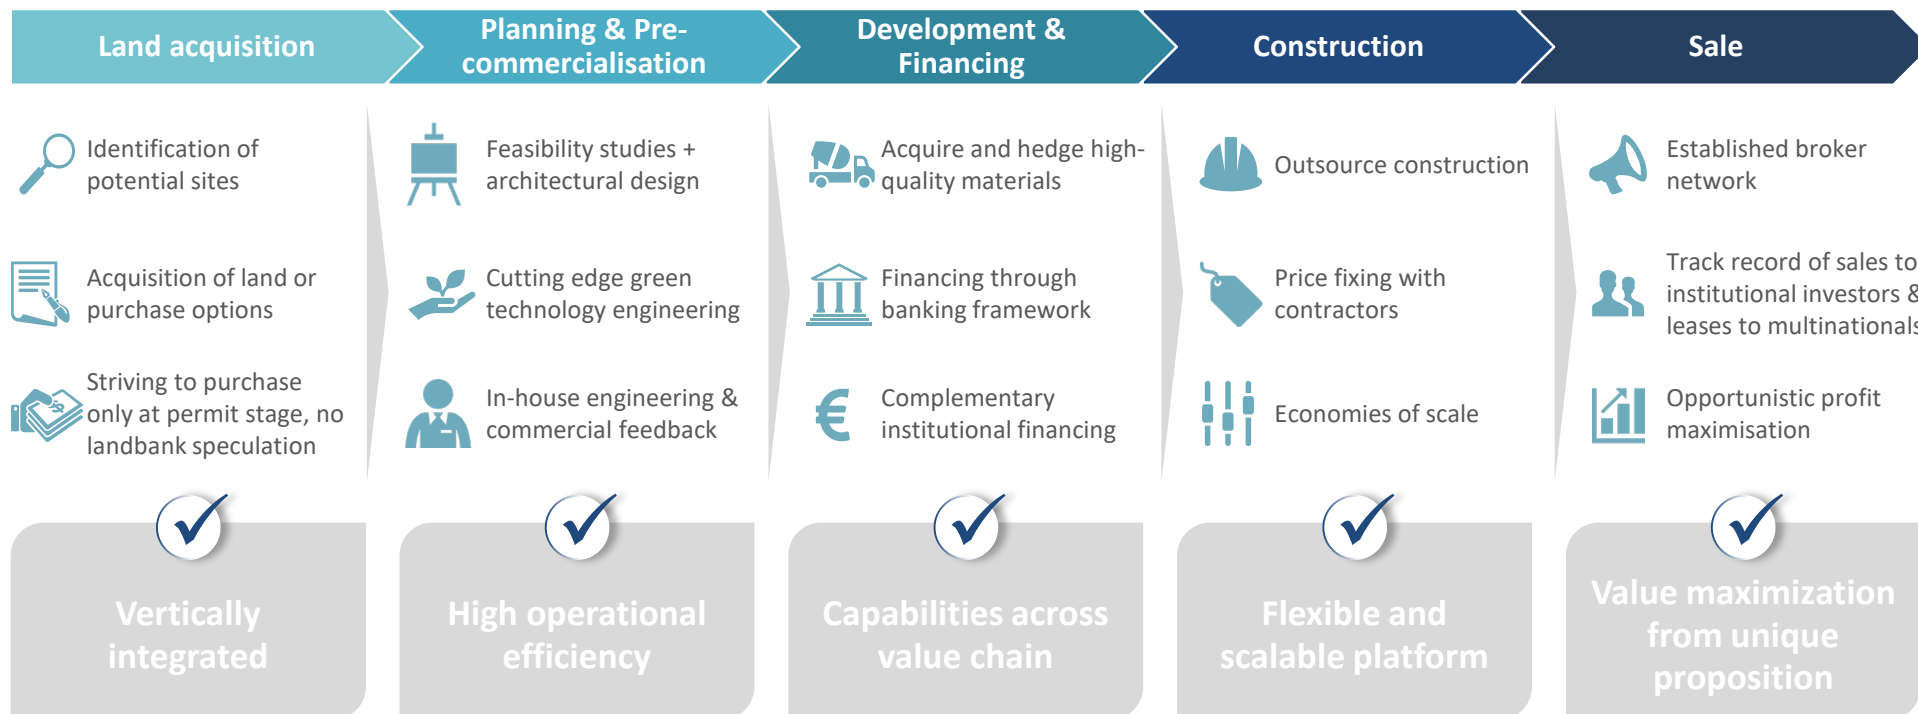 Land acquisition
Planning & Pre-
commercialisation
Development &
Financing
Construction
Sale
Identification of
potential sites
Acquisition of land or
purchase options
Striving to purchase
only at permit stage, no
landbank speculation
Feasibility studies +
architectural design
Cutting edge green
technology engineering
In-house engineering &
commercial feedback
Acquire and hedge high-
quality materials
Financing through
banking framework
Complementary
institutional financing
Outsource construction
Price fixing with
contractors
Economies of scale
Established broker
network
Track record of sales to
institutional investors &
leases to multinationals
Opportunistic profit
maximisation
Vertically
integrated
High operational
efficiency
Capabilities across
value chain
Flexible and
scalable platform
Value maximization
from unique
proposition